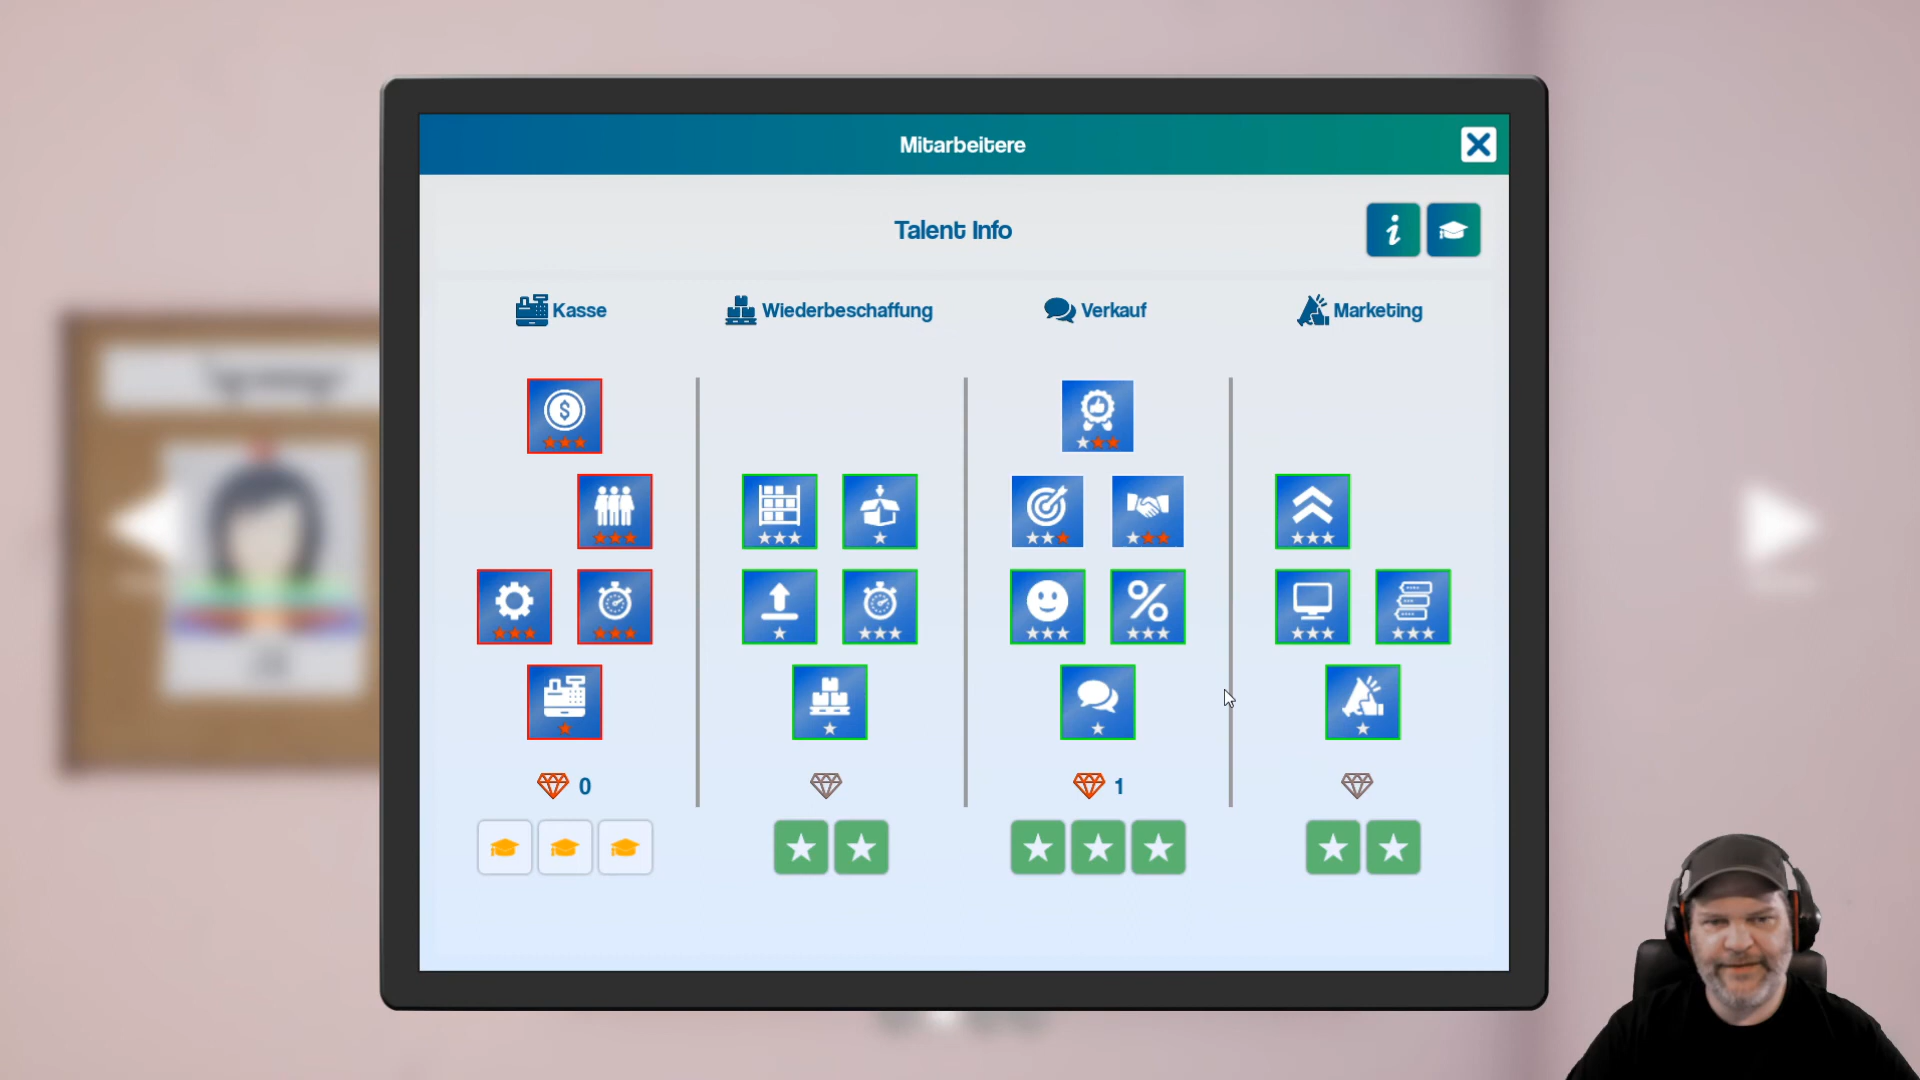 Mitarbeitere
Talent Info
Kasse
Wiederbeschaffung
Verkauf
Marketing
0
1